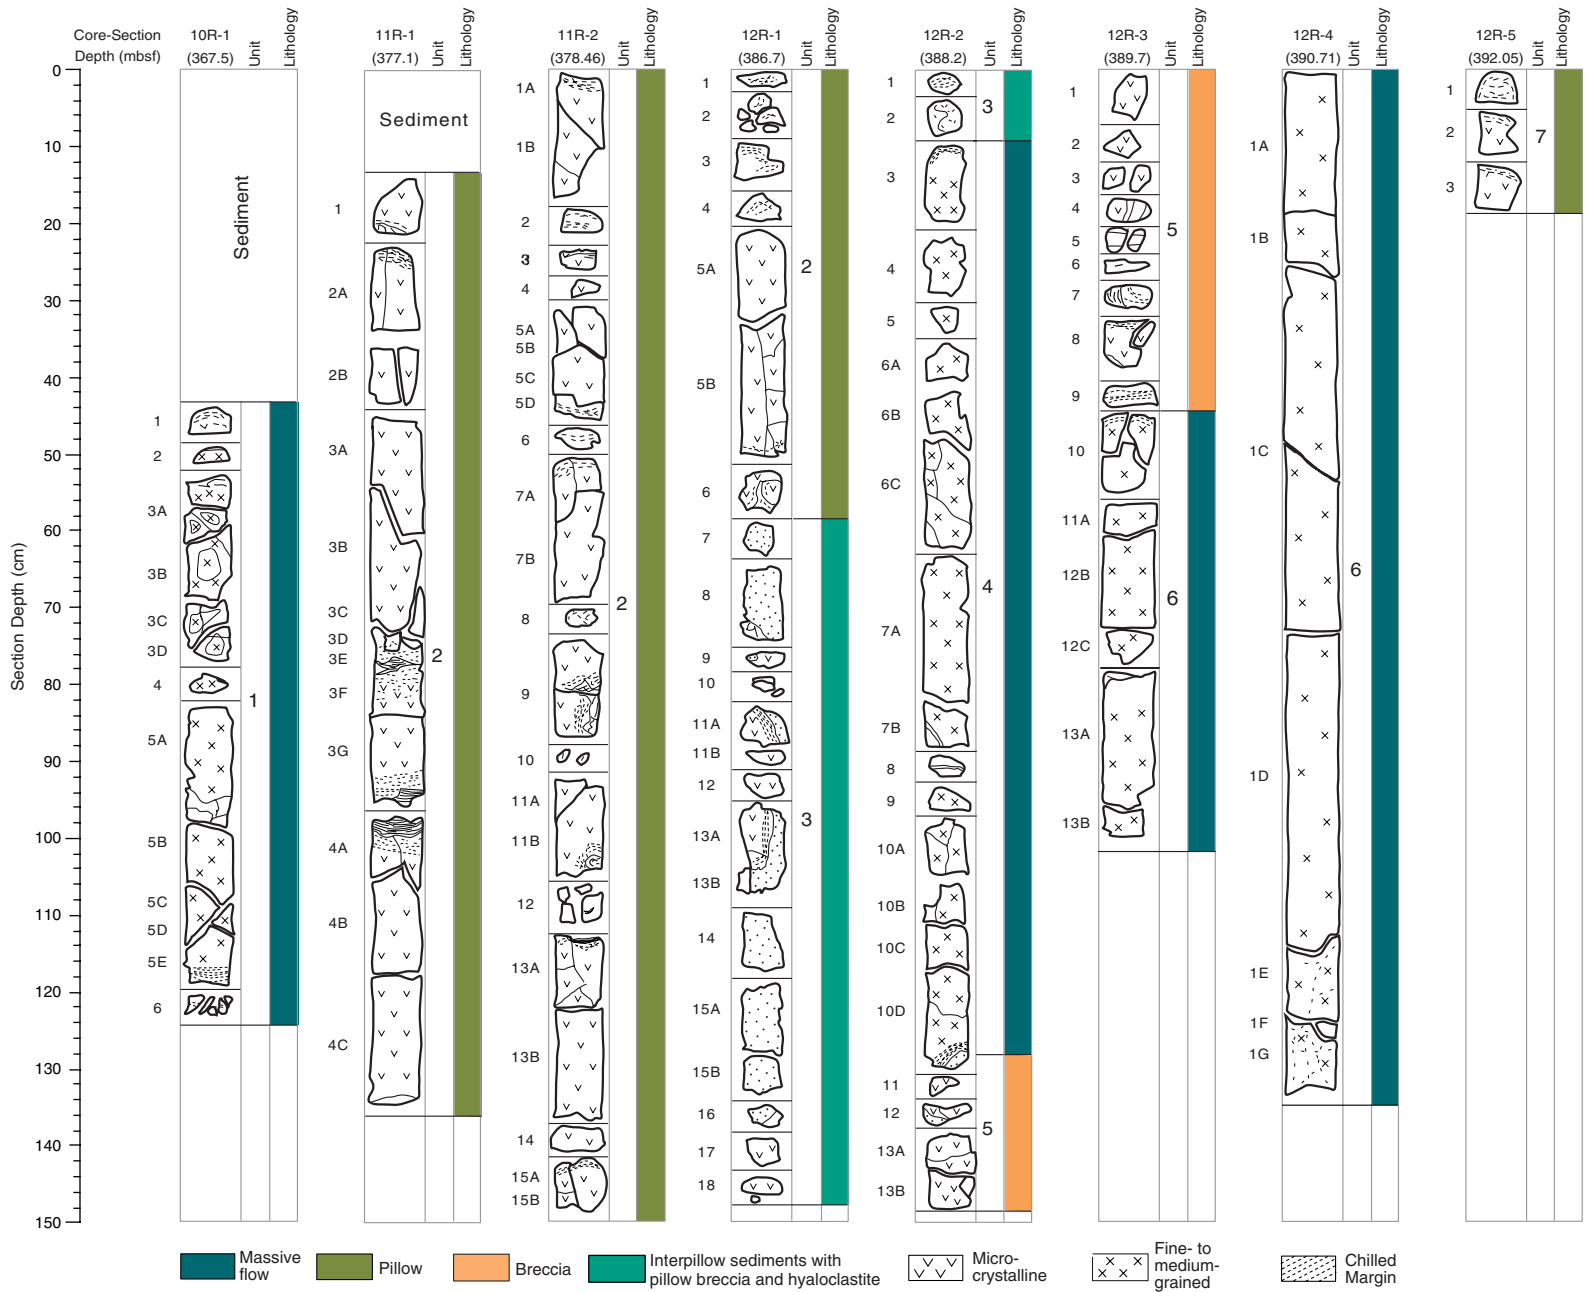 Core-Section
Depth (mbsf)
10R-1
(367.5)
Unit
Lithology
11R-1
(377.1)
Unit
Lithology
11R-2
(378.46)
Unit
Lithology
12R-1
(386.7)
Unit
Lithology
12R-2
(388.2)
Unit
Lithology
12R-3
(389.7)
Unit
Lithology
12R-4
(390.71)
Unit
Lithology
12R-5
(392.05)
Unit
Lithology
Section Depth (cm)
0
10
20
30
40
50
60
70
80
90
100
110
120
130
140
150
Sediment
1
2
3A
3B
3C
3D
4
5A
5B
5C
5D
5E
6
1
Sediment
1
2A
2B
3A
3B
3C
3D
3E
3F
3G
4A
4B
4C
2
1A
1B
2
3
4
5A
5B
5C
5D
6
7A
7B
8
9
10
11A
11B
12
13A
13B
14
15A
15B
2
1
2
3
4
5A
5B
6
7
8
9
10
11A
11B
12
13A
13B
14
15A
15B
16
17
18
2
3
1
2
3
4
5
6A
6B
6C
7A
7B
8
9
10A
10B
10C
10D
11
12
13A
13B
3
4
5
1
2
3
4
5
6
7
8
9
10
11A
12B
12C
13A
13B
5
6
1A
1B
1C
1D
1E
1F
1G
6
1
2
3
7
Massive
flow
Pillow
Breccia
Interpillow sediments with
pillow breccia and hyaloclastite
Micro-
crystalline
Fine- to
medium-
grained
Chilled
Margin